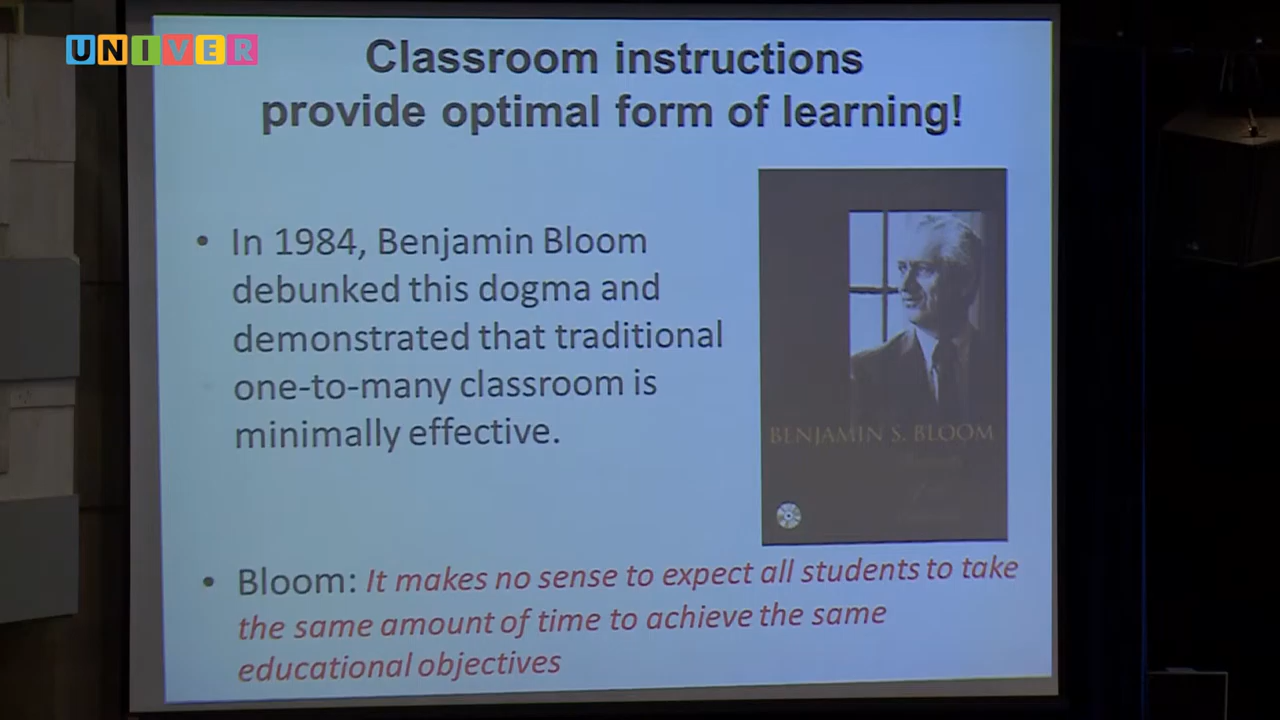 UNIVER
Classroom instructions
provide optimal form of learning!
• In 1984, Benjamin Bloom
debunked this dogma and
demonstrated that traditional
one-to-many classroom is
minimally effective.
BENJAMIN S. BLOOM
• Bloom: It makes no sense to expect all students to take
the same amount of time to achieve the same
educational objectives